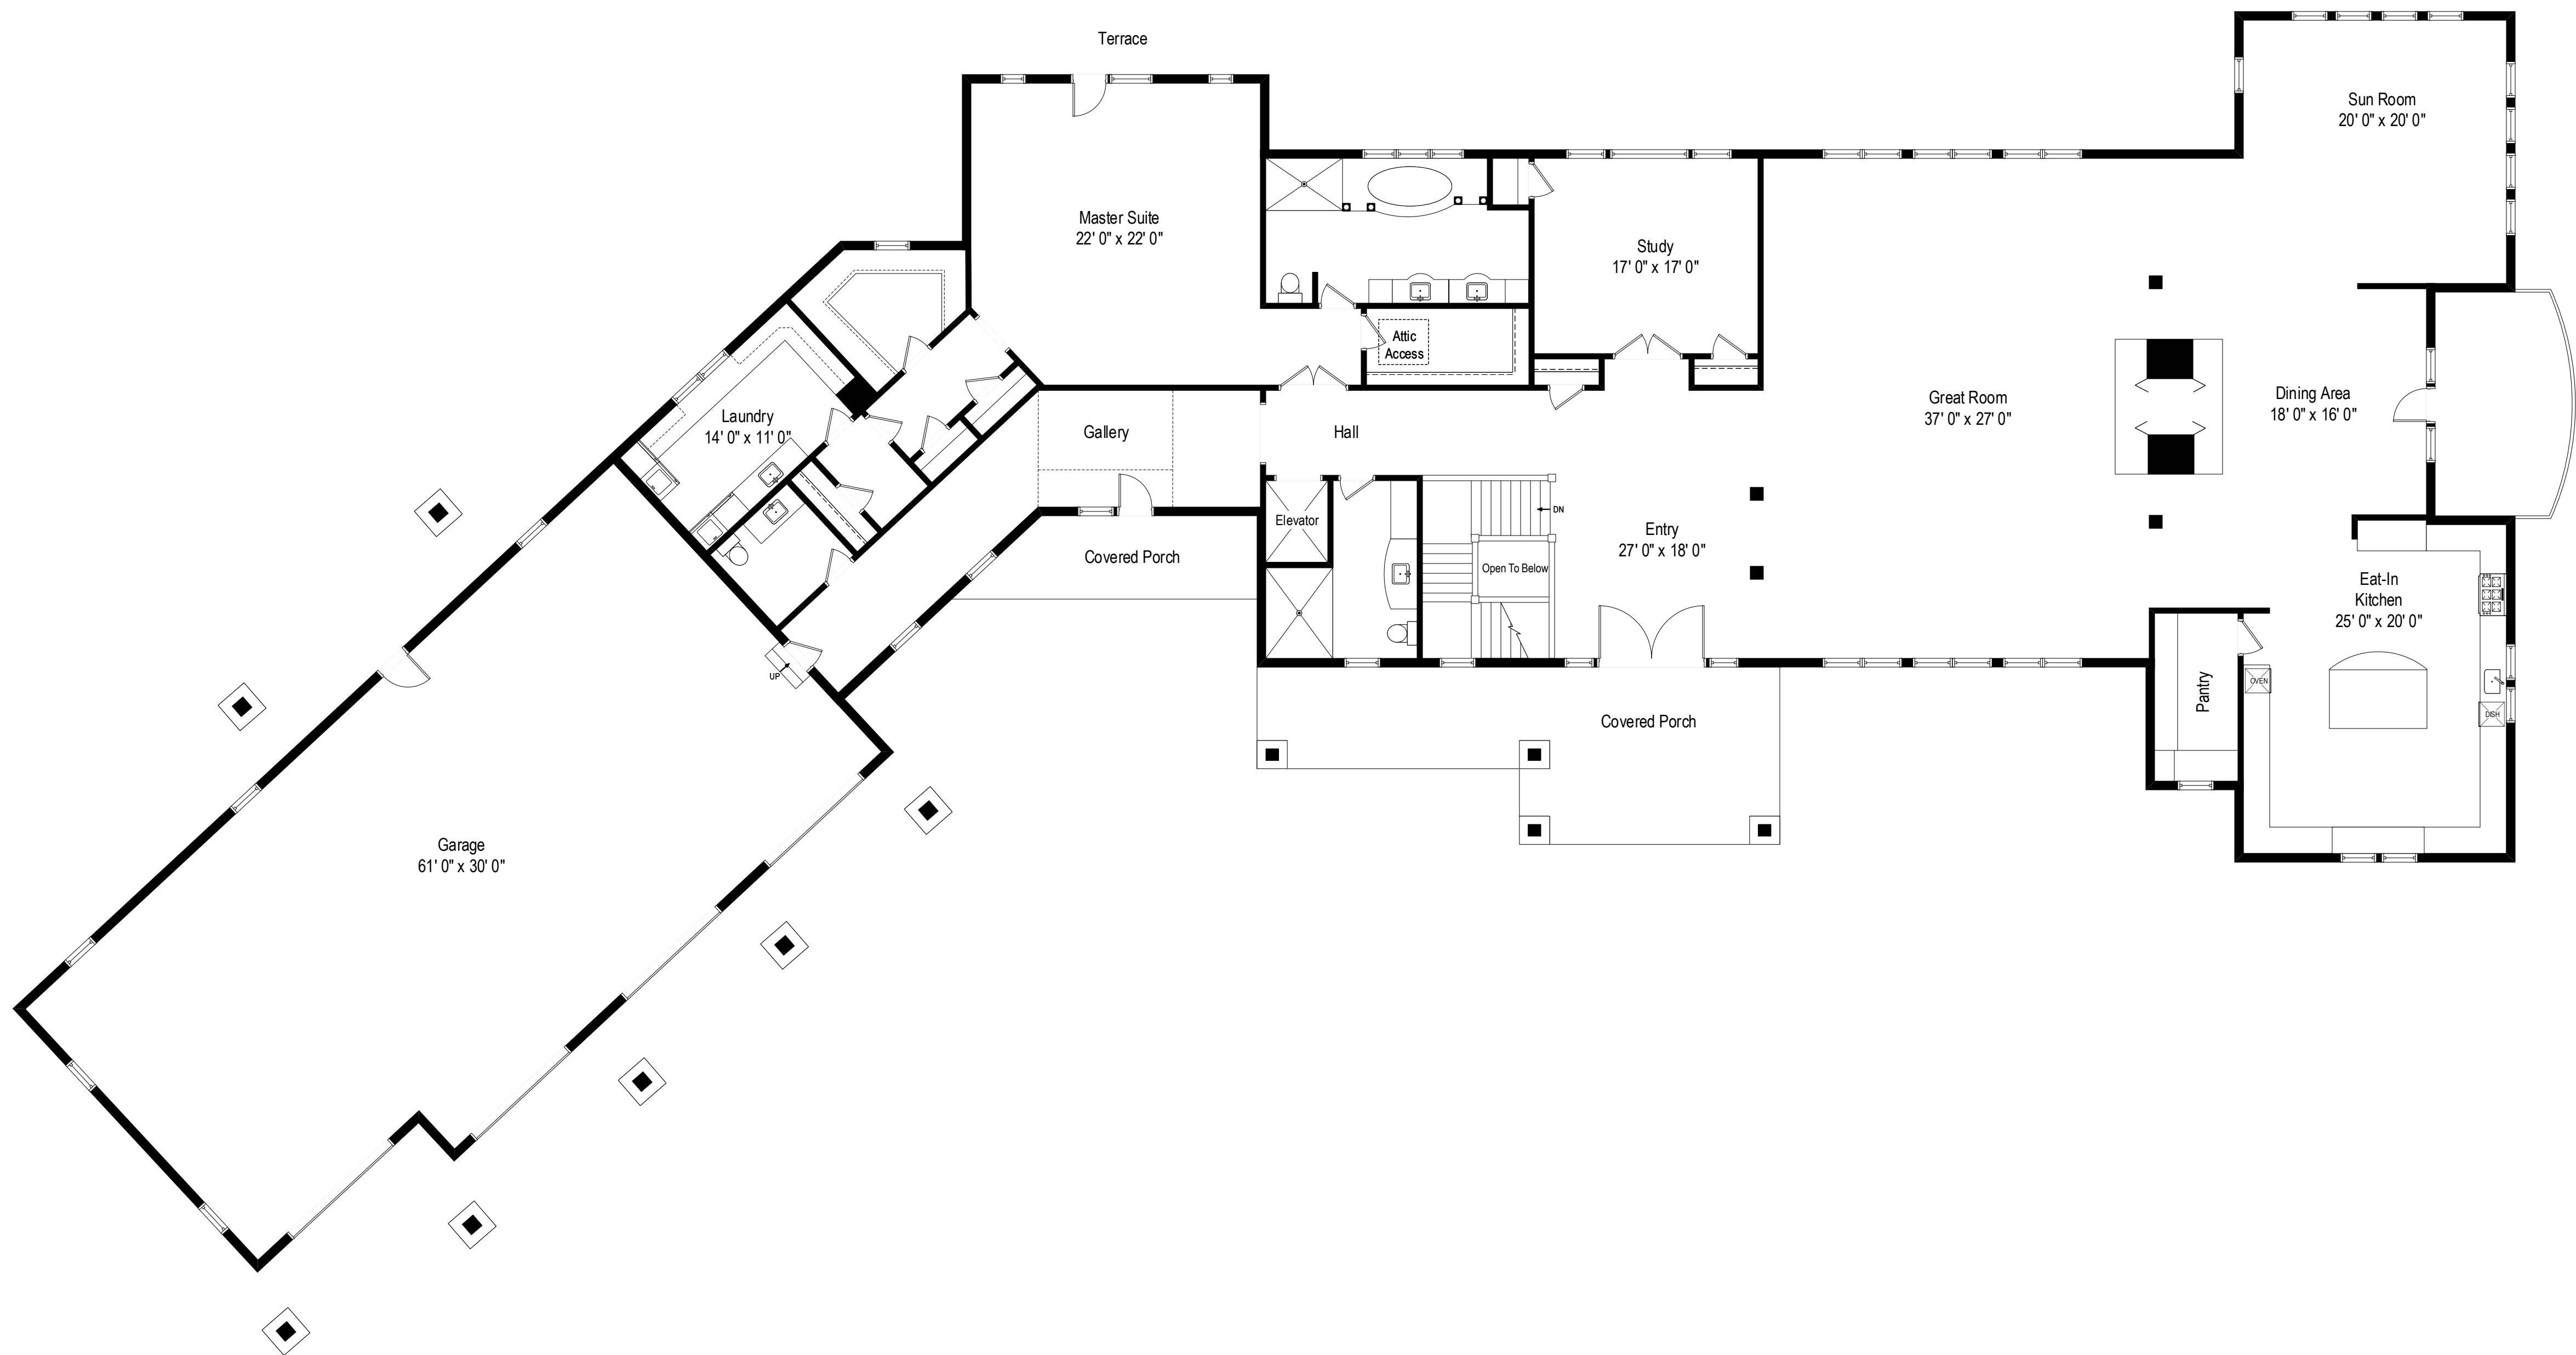 Terrace
Sun Room
20' 0" x 20' 0"
Master Suite
22' 0" x 22' 0"
Study
17' 0" x 17' 0"
Attic
Access
Great Room
37' 0" x 27' 0"
Dining Area
18' 0" x 16' 0"
Laundry
14' 0" x 11' 0"
Gallery
Hall
Elevator
DN
Entry
27' 0" x 18' 0"
Covered Porch
Open To Below
Eat-In
Kitchen
25' 0" x 20' 0"
UP
OVEN
Pantry
DISH
Covered Porch
Garage
61' 0" x 30' 0"